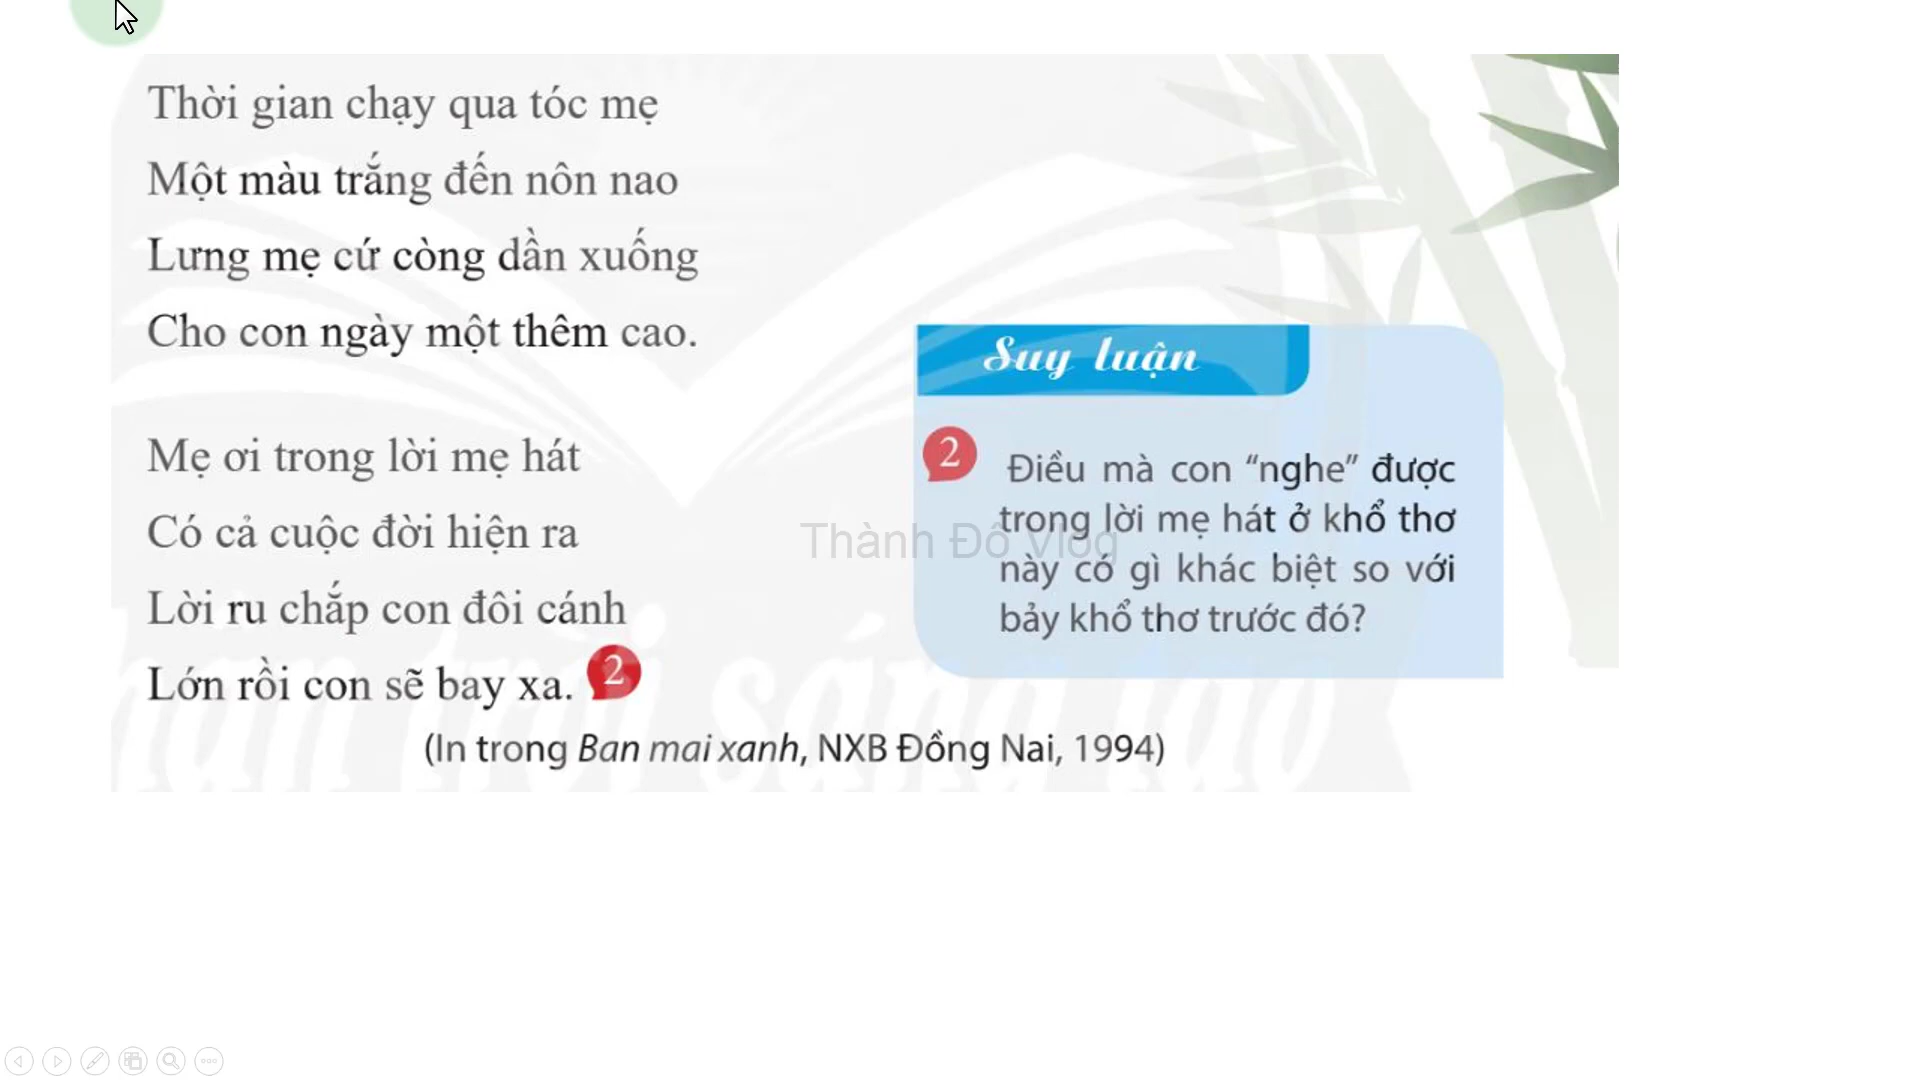 Thời gian chạy qua tóc mẹ
Một màu trắng đến nôn nao
Lưng mẹ cứ còng dần xuống
Cho con ngày một thêm cao.
Mẹ ơi trong lời mẹ hát
Có cả cuộc đời hiện ra
Lời ru chắp con đôi cánh
Lớn rồi con sẽ bay xa. 2
(In trong Ban mai xanh, NXB Đồng Nai, 1994)
Suy luận
2 Điều mà con “nghe” được
trong lời mẹ hát ở khổ thơ
này có gì khác biệt so với
bảy khổ thơ trước đó?
Thành Đô Vlog
chân trời sáng tạo